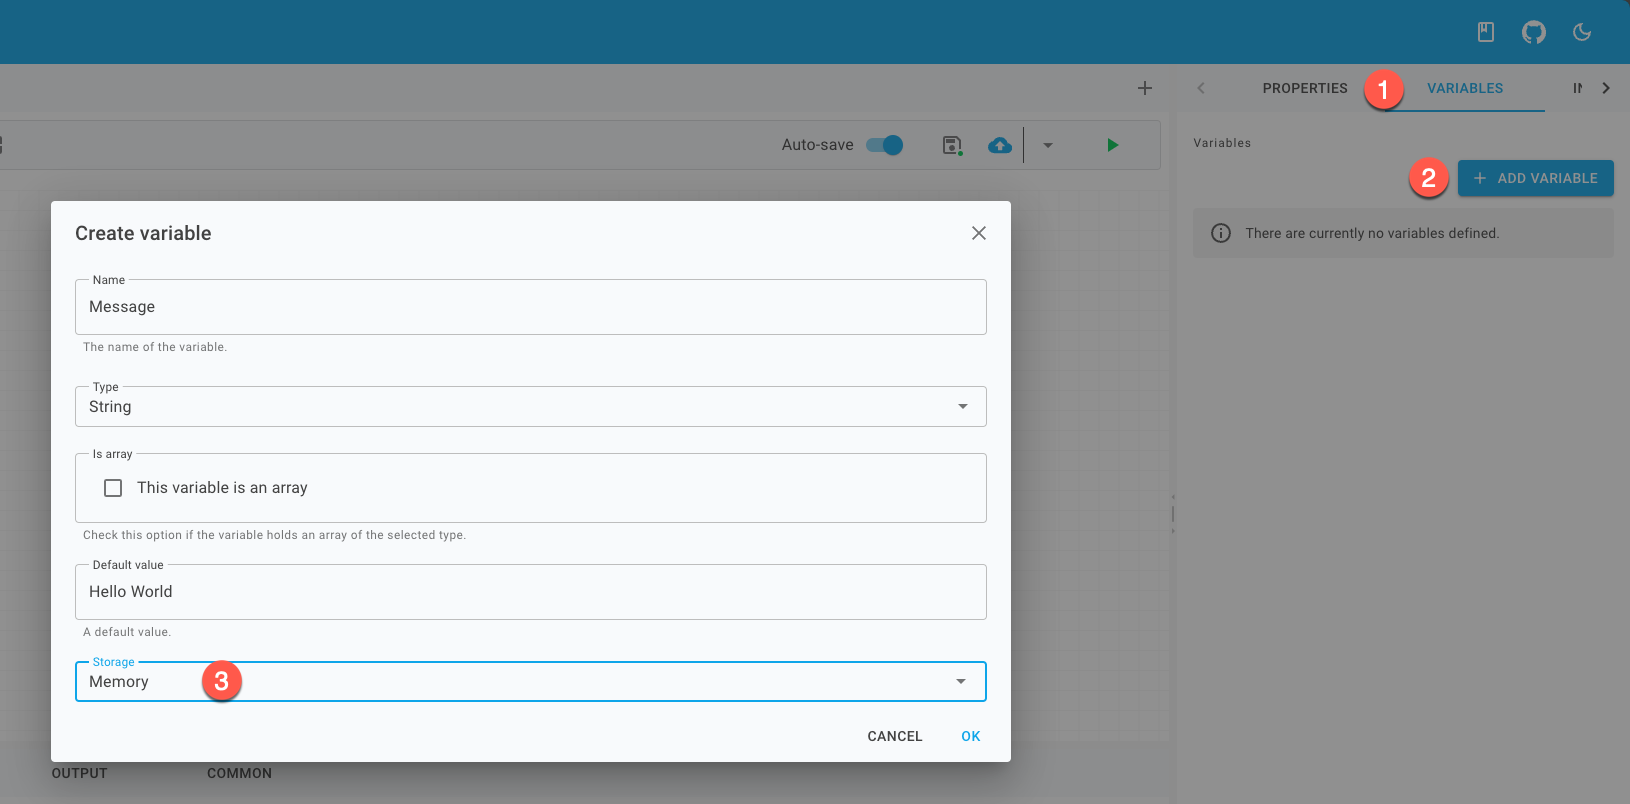 PROPERTIES
1
VARIABLES
Auto-save
Variables
2
ADD VARIABLE
There are currently no variables defined.
Create variable
Name
Message
The name of the variable.
Type
String
Is array
This variable is an array
Check this option if the variable holds an array of the selected type.
Default value
Hello World
A default value.
Storage
Memory
3
CANCEL
OK
OUTPUT
COMMON